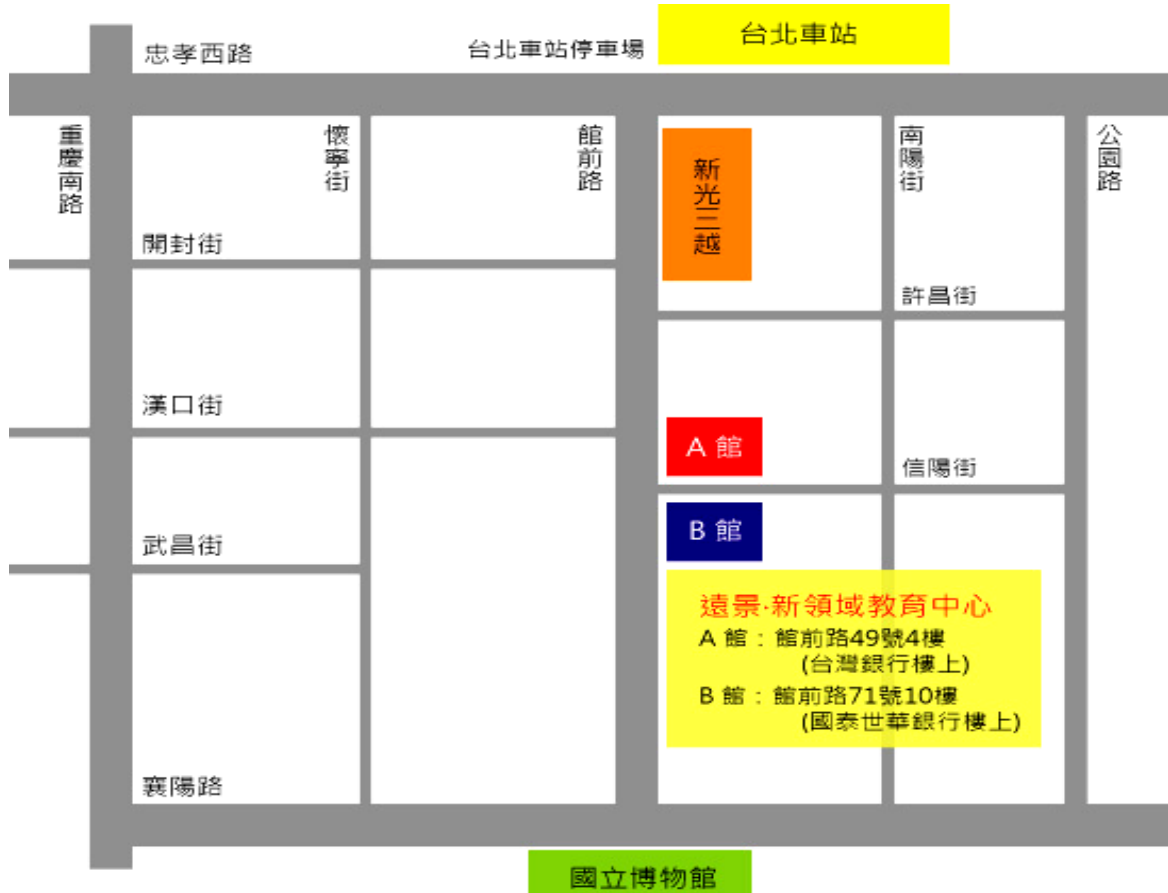 台北車站
忠孝西路
台北車站停車場
重慶南路
懷寧街
館前路
新光三越
南陽街
公園路
開封街
許昌街
漢口街
A 館
信陽街
B 館
武昌街
遠景·新領域教育中心
A 館：館前路49號4樓
(台灣銀行樓上)
B 館：館前路71號10樓
(國泰世華銀行樓上)
襄陽路
國立博物館